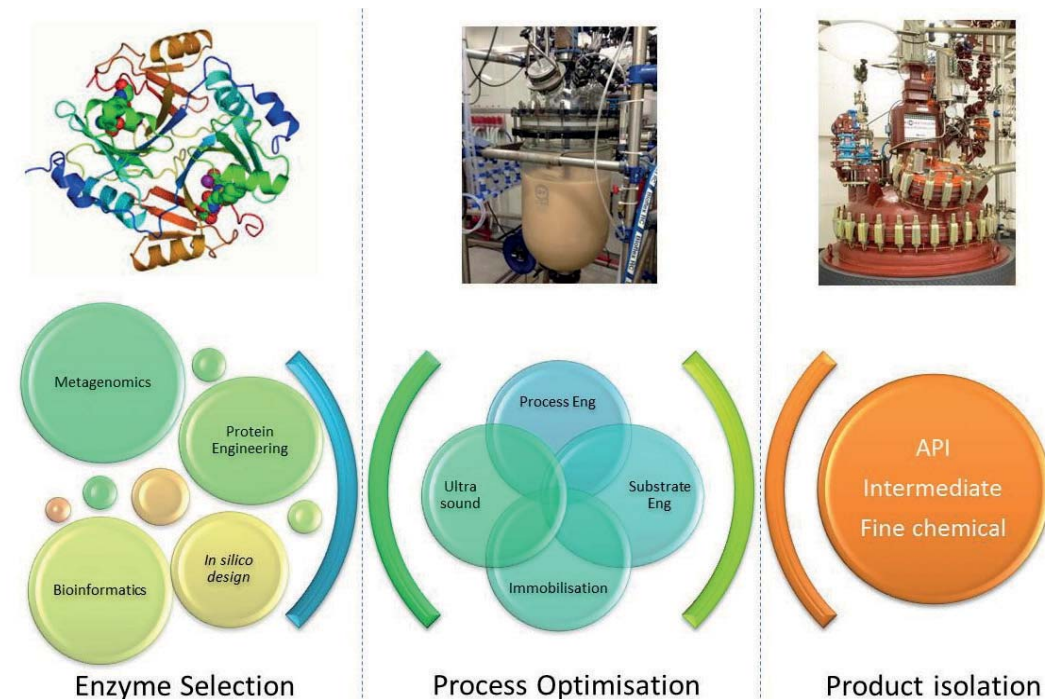 Metagenomics
Protein
Engineering
Bioinformatics
In silico
design
Process Eng
Ultra
sound
Substrate
Eng
Immobilisation
API
Intermediate
Fine chemical
Enzyme Selection
Process Optimisation
Product isolation